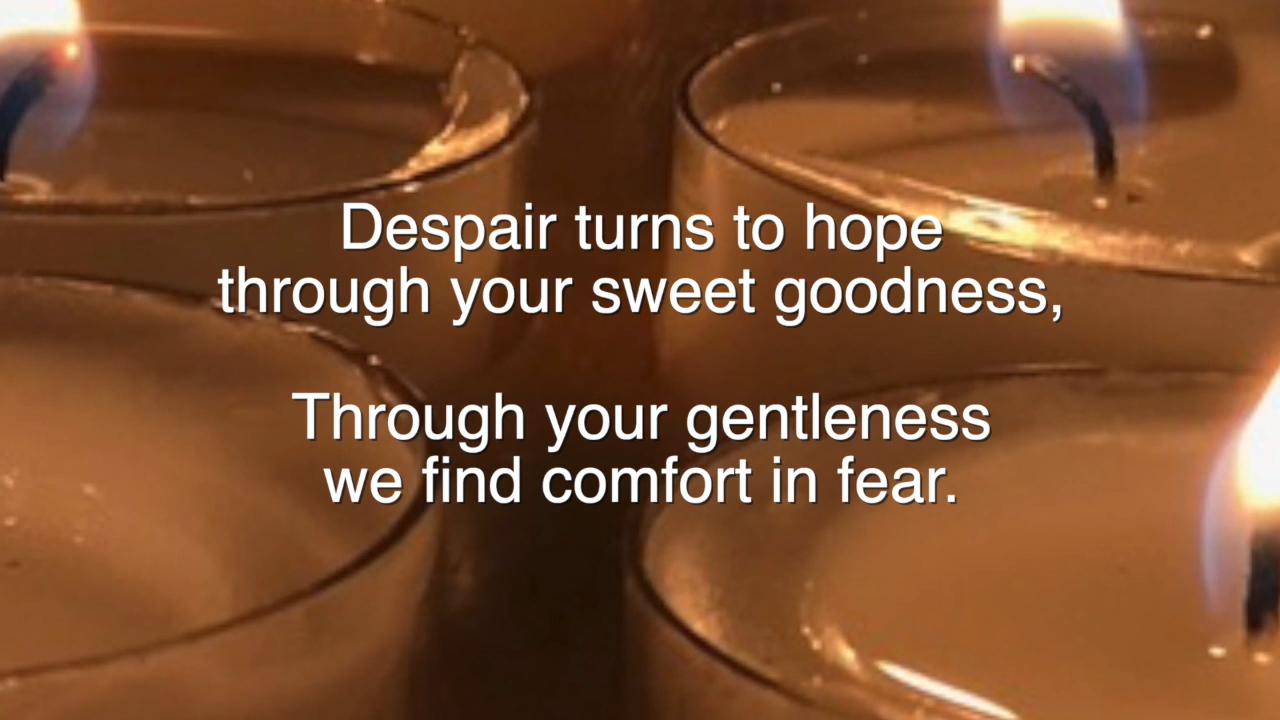 Despair turns to hope
through your sweet goodness,
Through your gentleness
we find comfort in fear.